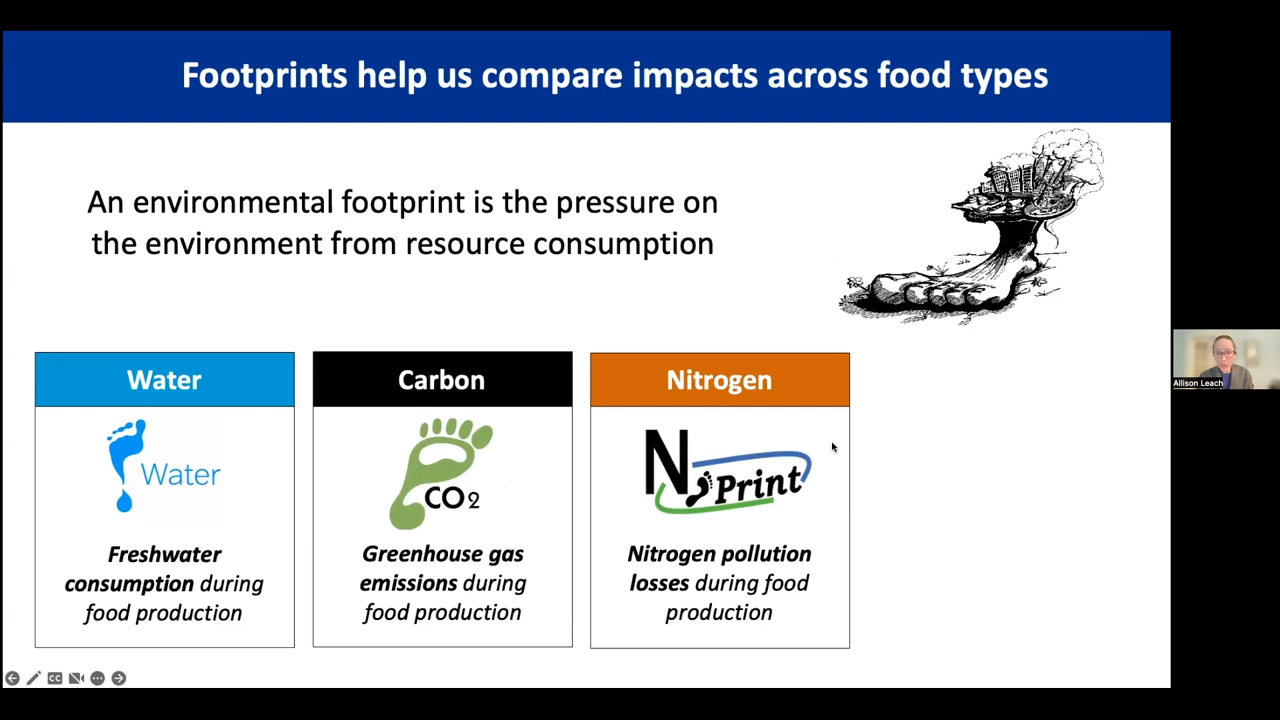 Footprints help us compare impacts across food types
An environmental footprint is the pressure on
the environment from resource consumption
Water
Water
Freshwater
consumption during
food production
Carbon
CO2
Greenhouse gas
emissions during
food production
Nitrogen
N Print
Nitrogen pollution
losses during food
production
Allison Leach
CC